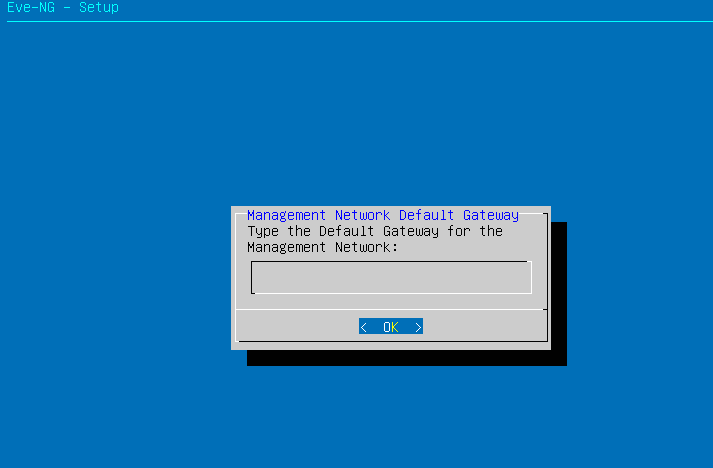 Eve-NG - Setup
Management Network Default Gateway
Type the Default Gateway for the
Management Network:
< OK >